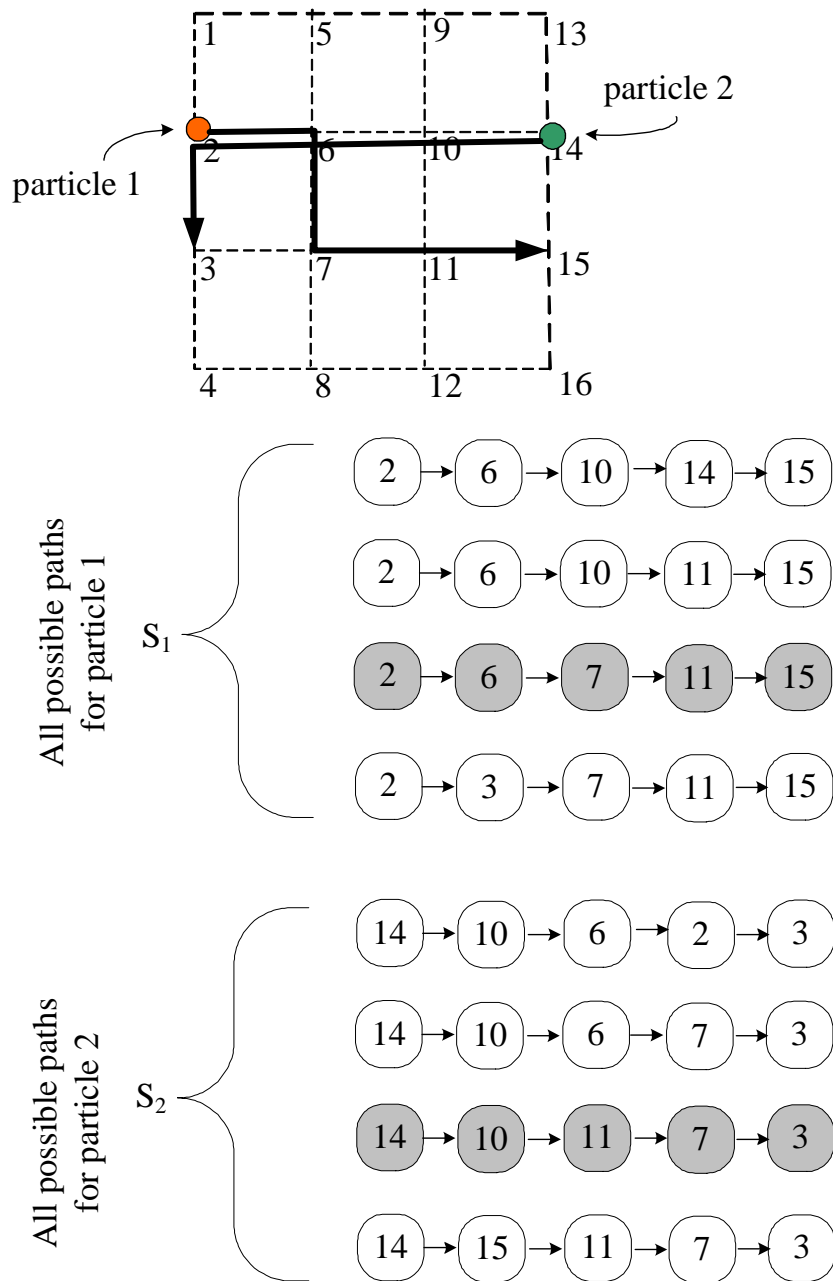 1 5 9 13
particle 2
2 6 10 14
particle 1
3 7 11 15
4 8 12 16
All possible paths
for particle 1
S1
2 6 10 14 15
2 6 10 11 15
2 6 7 11 15
2 3 7 11 15
All possible paths
for particle 2
S2
14 10 6 2 3
14 10 6 7 3
14 10 11 7 3
14 15 11 7 3